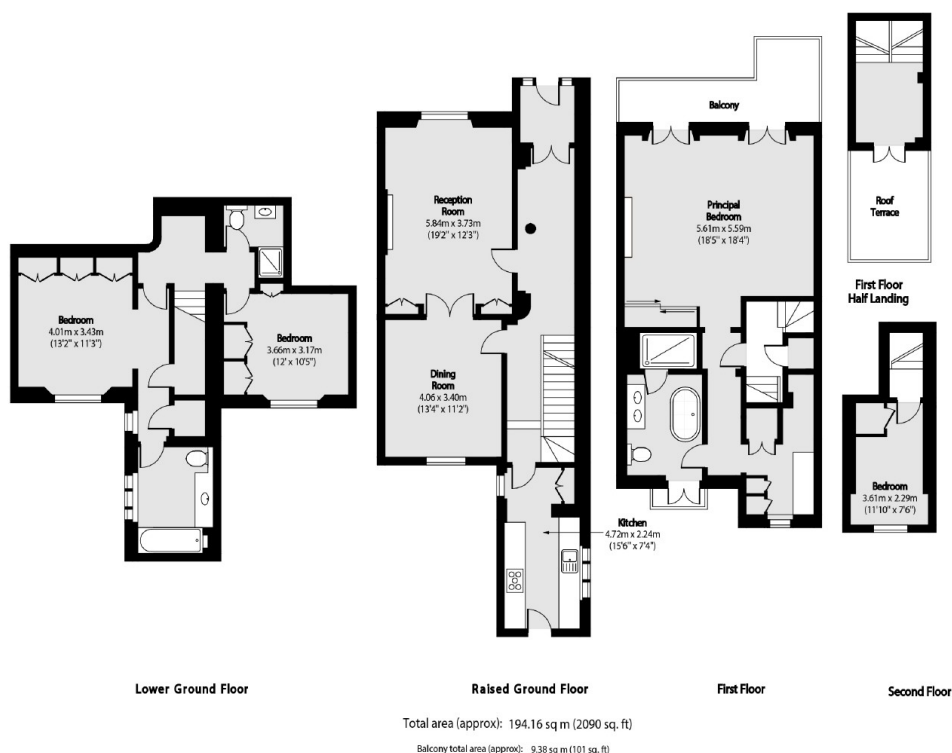 Bedroom
4.01m x 3.43m
(13'2" x 11'3")
Bedroom
3.66m x 3.17m
(12' x 10'5")
Lower Ground Floor
Reception
Room
5.84m x 3.73m
(19'2" x 12'3")
Dining
Room
4.06 x 3.40m
(13'4" x 11'2")
Kitchen
4.72m x 2.24m
(15'6" x 7'4")
Raised Ground Floor
Balcony
Principal
Bedroom
5.61m x 5.59m
(18'5" x 18'4")
First Floor
Roof
Terrace
First Floor
Half Landing
Bedroom
3.61m x 2.29m
(11'10" x 7'6")
Second Floor
Total area (approx): 194.16 sq m (2090 sq. ft)
Balcony total area (approx): 9.38 sq m (101 sq. ft)